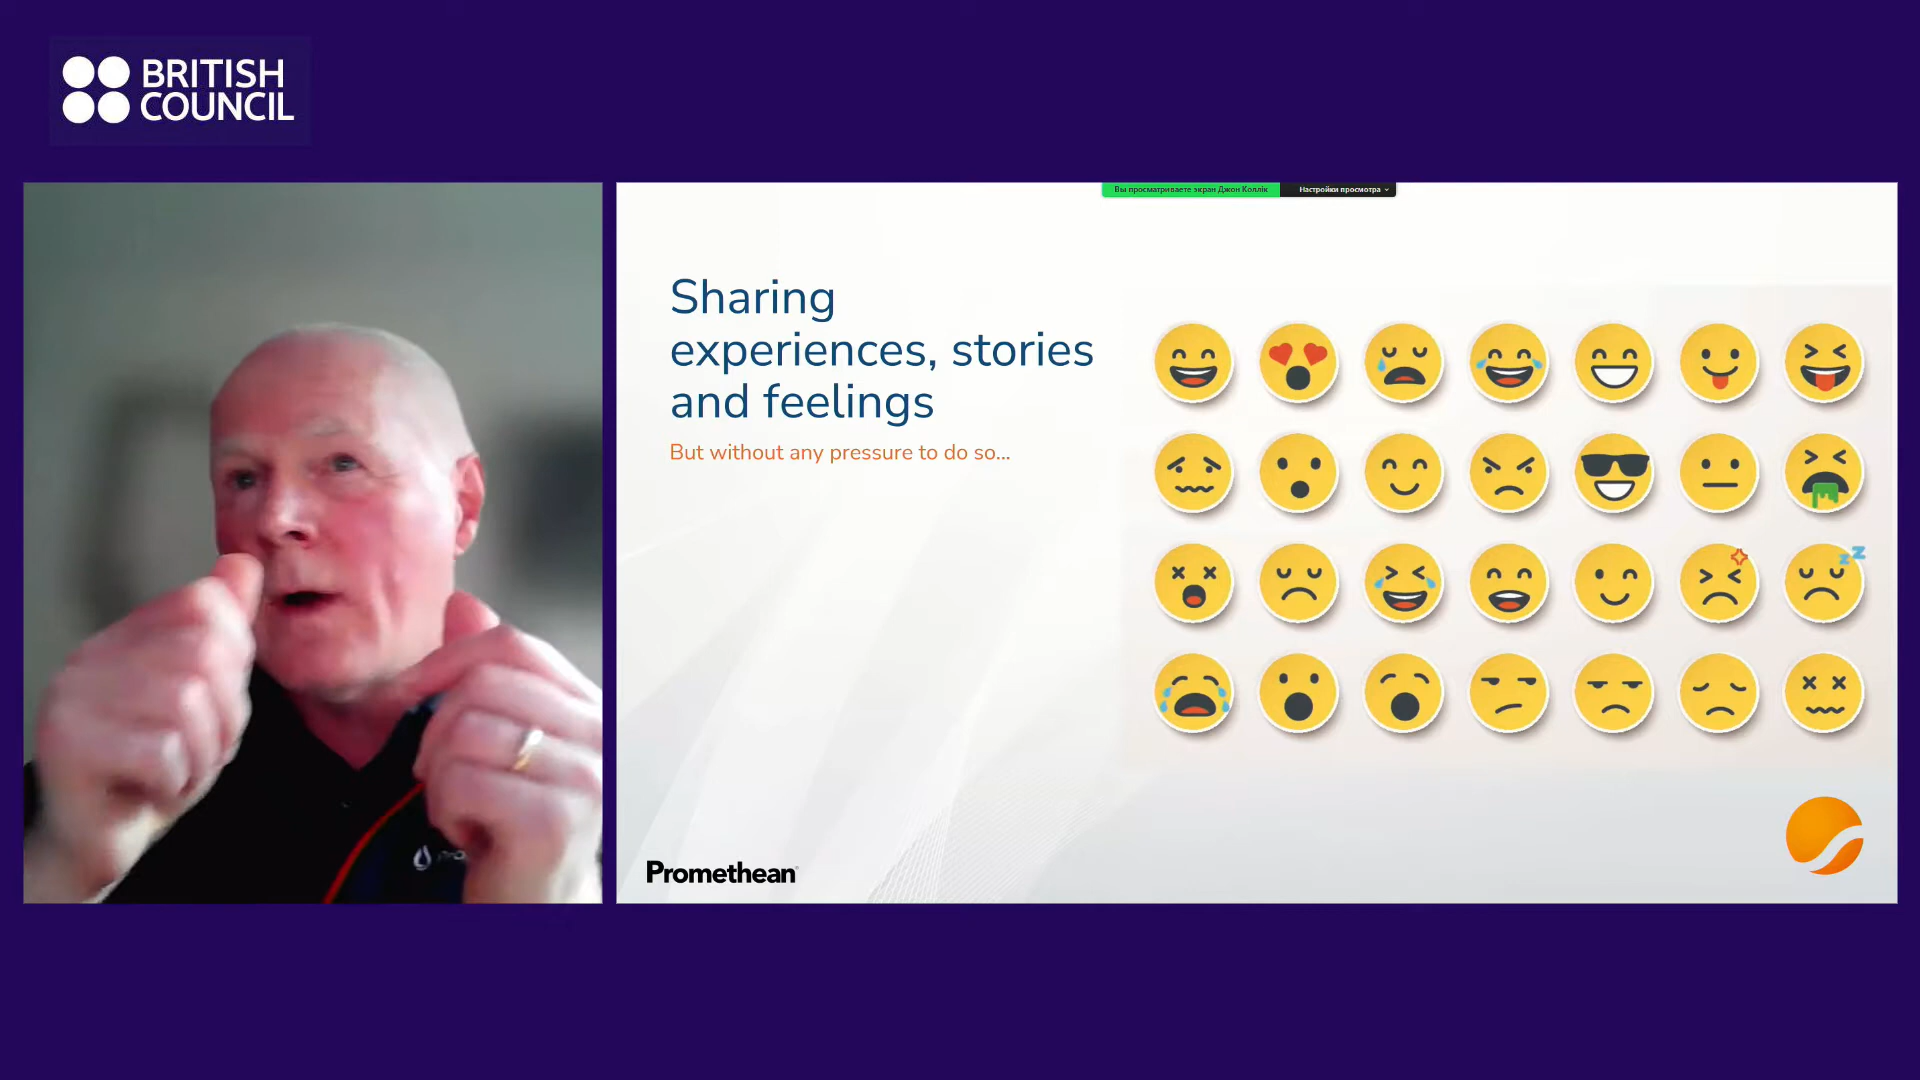 BRITISH
COUNCIL
Вы просматриваете экран Джон Коллік
Настройки просмотра
Sharing
experiences, stories
and feelings
But without any pressure to do so...
Promethean